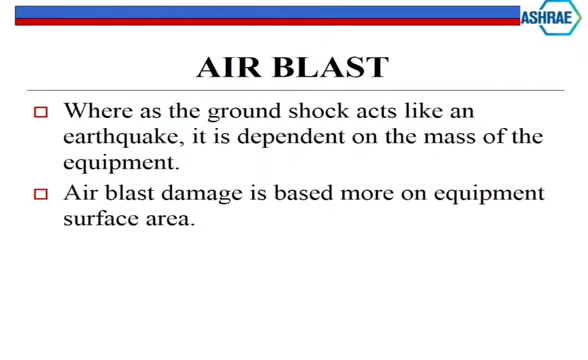 ASHRAE
AIR BLAST
Where as the ground shock acts like an
earthquake, it is dependent on the mass of the
equipment.
Air blast damage is based more on equipment
surface area.